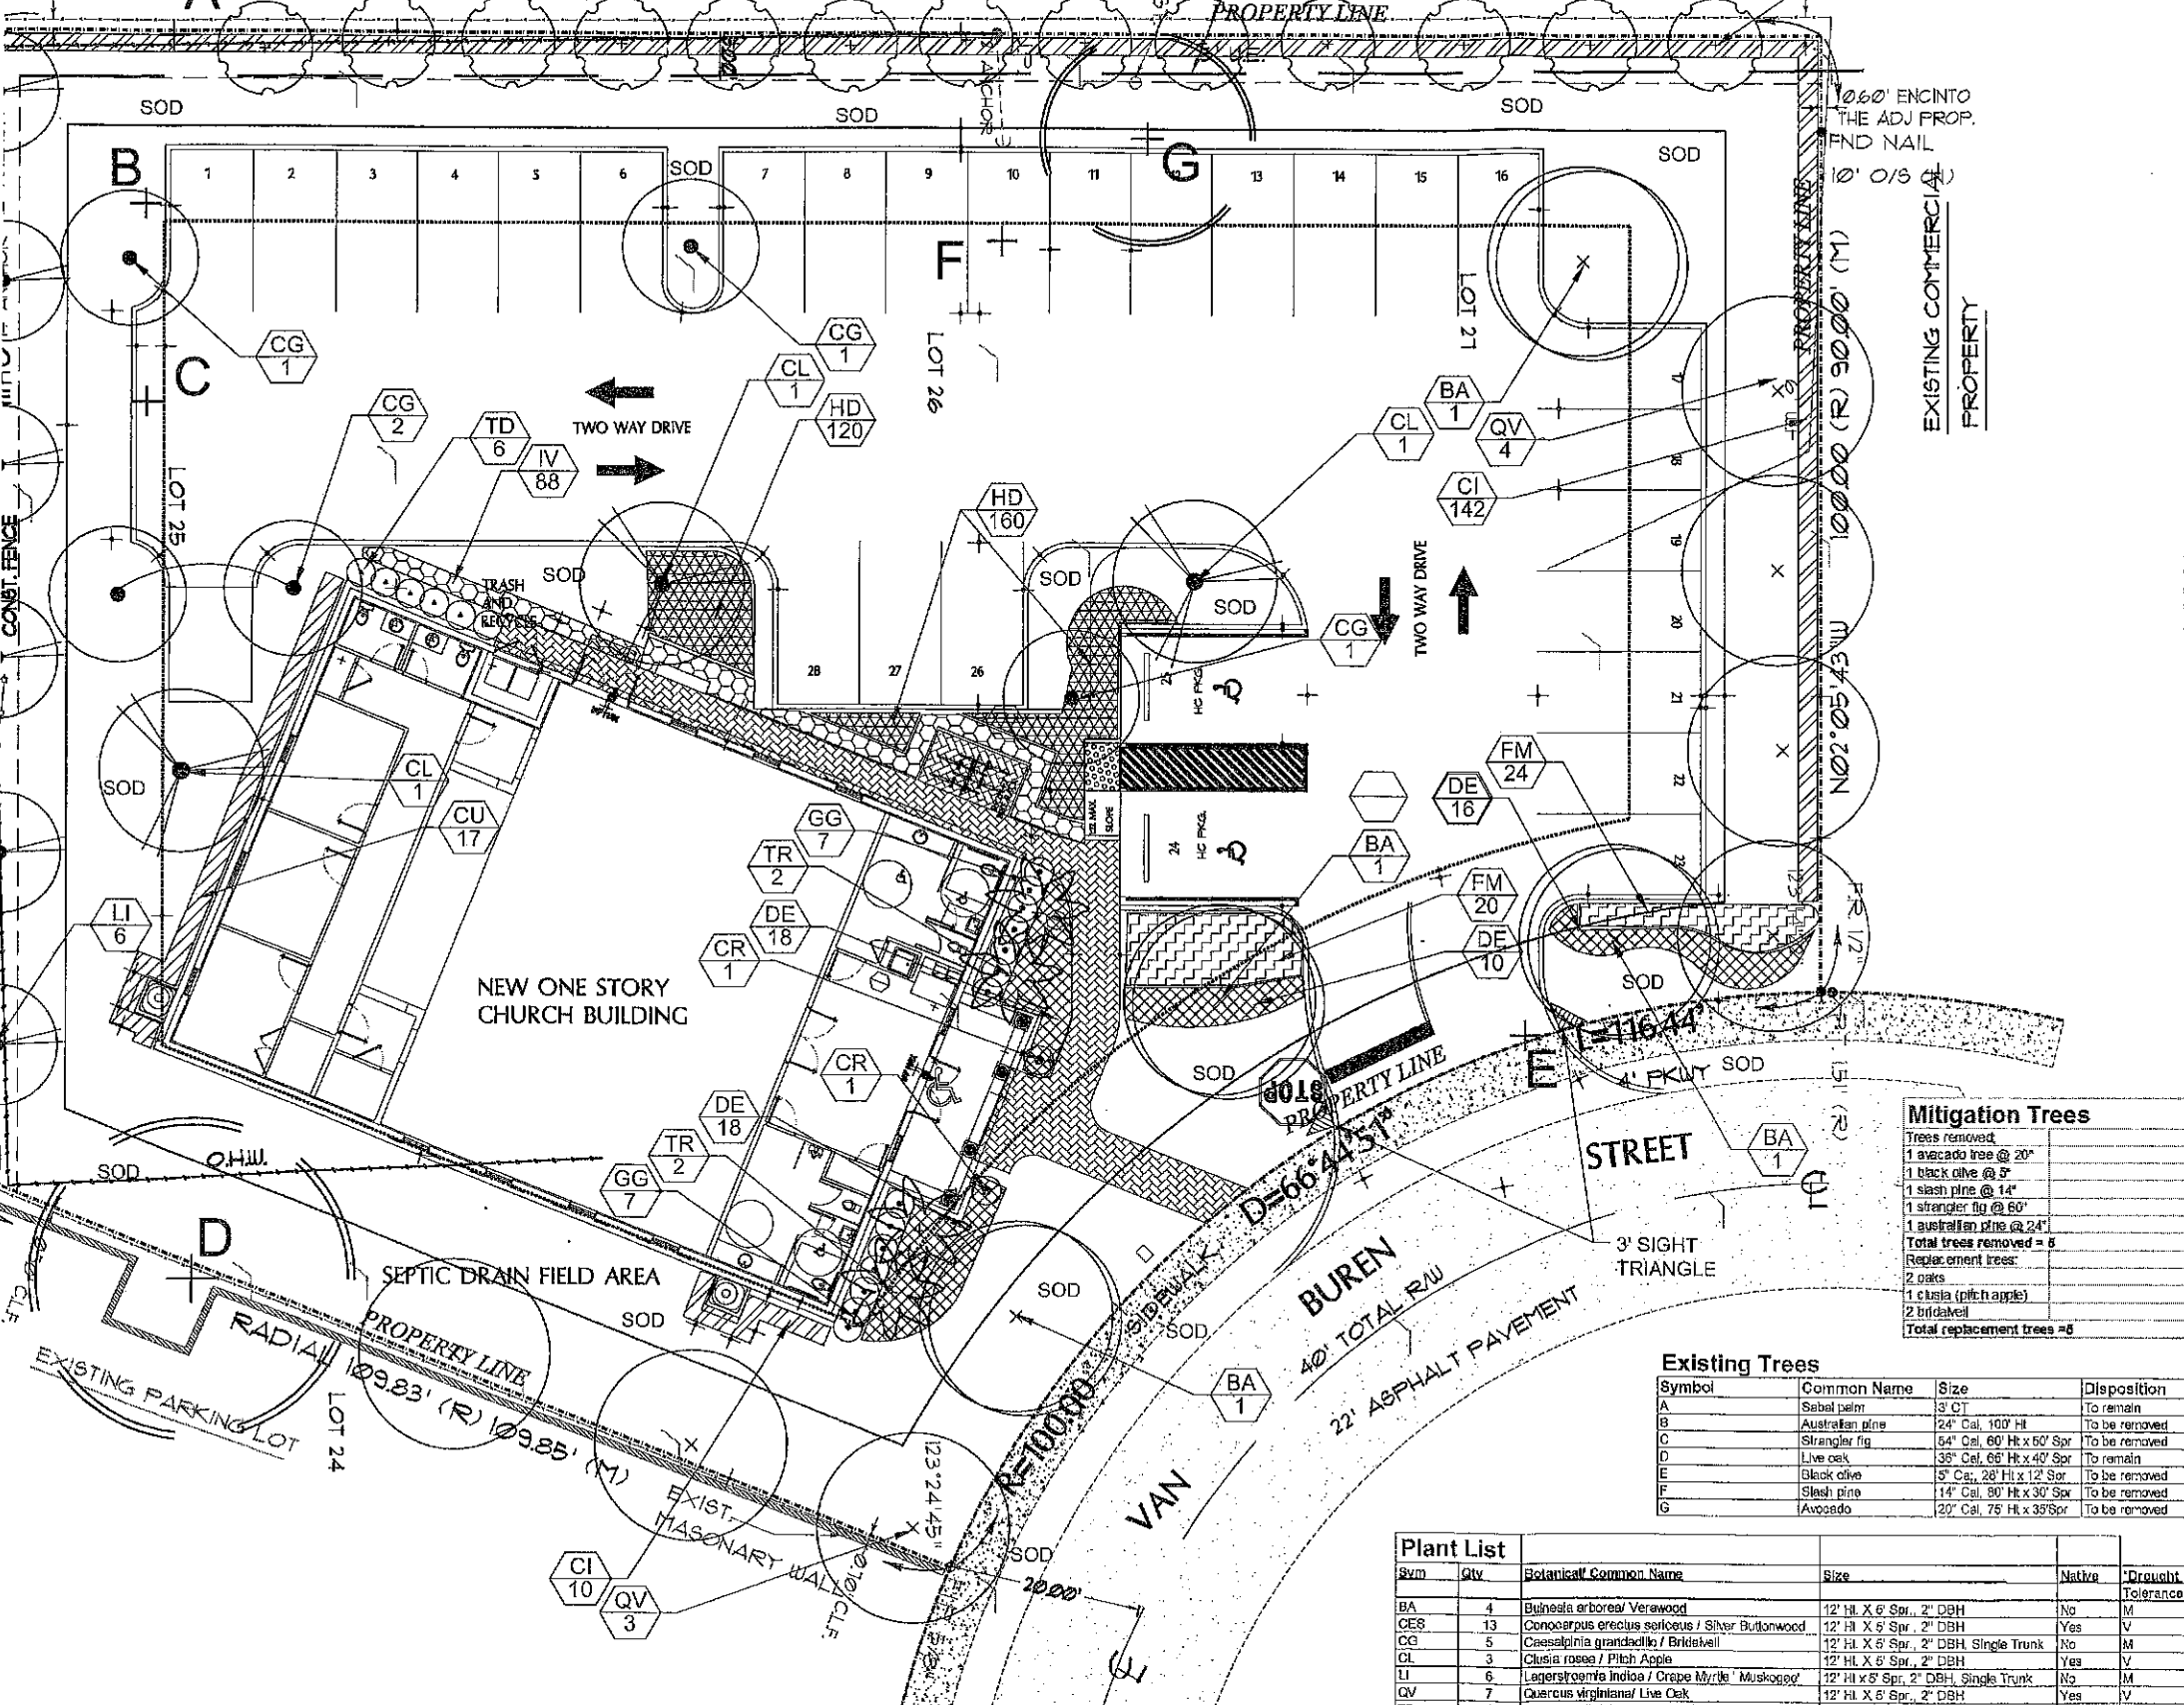 A
PROPERTY LINE
SOD
SOD
SOD
SOD
SOD
ANCHOR
0.60' ENC INTO
THE ADJ PROP.
FND NAIL
10' O/S (N)
B
1
2
3
4
5
6
7
8
9
10
11
G
13
14
15
16
F
C
LOT 25
LOT 26
LOT 27
PROPERTY LINE
100.00 (R) 90.00' (M)
N02°05'43"W
EXISTING COMMERCIAL
PROPERTY
CONST. FENCE
CG
1
CG
1
CL
1
HD
120
CG
2
TD
6
IV
88
TWO WAY DRIVE
BA
1
CL
1
QV
4
CI
142
HD
160
17
18
19
20
21
22
23
TWO WAY DRIVE
TRASH
AND
RECYCLE
SOD
SOD
SOD
CG
1
28
27
26
25
HC PKG.
24
HC PKG.
SLOPE
SOD
CL
1
CU
17
LI
6
GG
7
TR
2
DE
18
CR
1
FM
24
DE
16
BA
1
FM
20
DE
10
NEW ONE STORY
CHURCH BUILDING
CR
1
DE
18
TR
2
GG
7
SOD
SOD
STOP
PROPERTY LINE
E
T=116.44'
4' PKWY
SOD
D=66°44'51"
STREET
BA
1
3' SIGHT
TRIANGLE
SOD
O.H.W.
D
SEPTIC DRAIN FIELD AREA
SOD
SOD
SIDEWALK
SOD
BUREN
40' TOTAL R/W
22' ASPHALT PAVEMENT
VAN
BA
1
R=100.00'
PROPERTY LINE
RADIAL 109.83' (R) 109.85' (M)
EXISTING PARKING LOT
C.L.F.
LOT 24
EXIST.
MASONARY WALL
123°24'45"
C.L.F.
CI
10
QV
3
SOD
20.00'
Mitigation Trees
Trees removed:
1 avacado tree @ 20"
1 black olive @ 5"
1 slash pine @ 14"
1 strangler fig @ 60"
1 australian pine @ 24"
Total trees removed = 5
Replacement trees:
2 oaks
1 clusia (pitch apple)
2 bridalveil
Total replacement trees =5
Existing Trees
Symbol Common Name Size Disposition
A Sabal palm 3' CT To remain
B Australian pine 24" Cal, 100' Ht To be removed
C Strangler fig 54" Cal, 60' Ht x 50' Spr To be removed
D Live oak 36" Cal, 65' Ht x 40' Spr To remain
E Black olive 5" Cal, 28' Ht x 12' Spr To be removed
F Slash pine 14" Cal, 80' Ht x 30' Spr To be removed
G Avocado 20" Cal, 75' Ht x 35'Spr To be removed
Plant List
Sym Qty Botanical/ Common Name Size Native *Drought
Tolerance
BA 4 Bulnesia arborea/ Verawood 12' Ht. X 5' Spr., 2" DBH No M
CES 13 Conocarpus erectus sericeus / Silver Buttonwood 12' Ht X 5' Spr., 2" DBH Yes V
CG 5 Caesalpinia grandadillo / Bridalveil 12' Ht. X 5' Spr., 2" DBH, Single Trunk No M
CL 3 Clusia rosea / Pitch Apple 12' Ht. X 5' Spr., 2" DBH Yes V
LI 6 Lagerstroemia indica / Crape Myrtle 'Muskogee' 12' Ht x 5' Spr, 2" DBH, Single Trunk No M
QV 7 Quercus virginiana/ Live Oak 12' Ht. X 5' Spr., 2" DBH Yes V